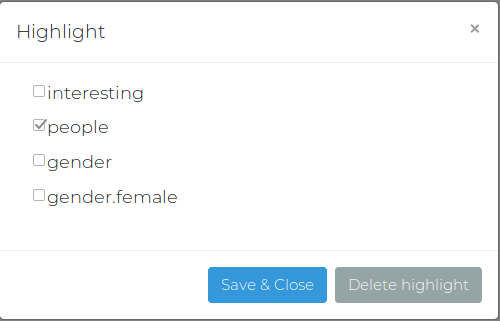 Highlight ×
interesting
people
gender
gender.female
Save & Close Delete highlight